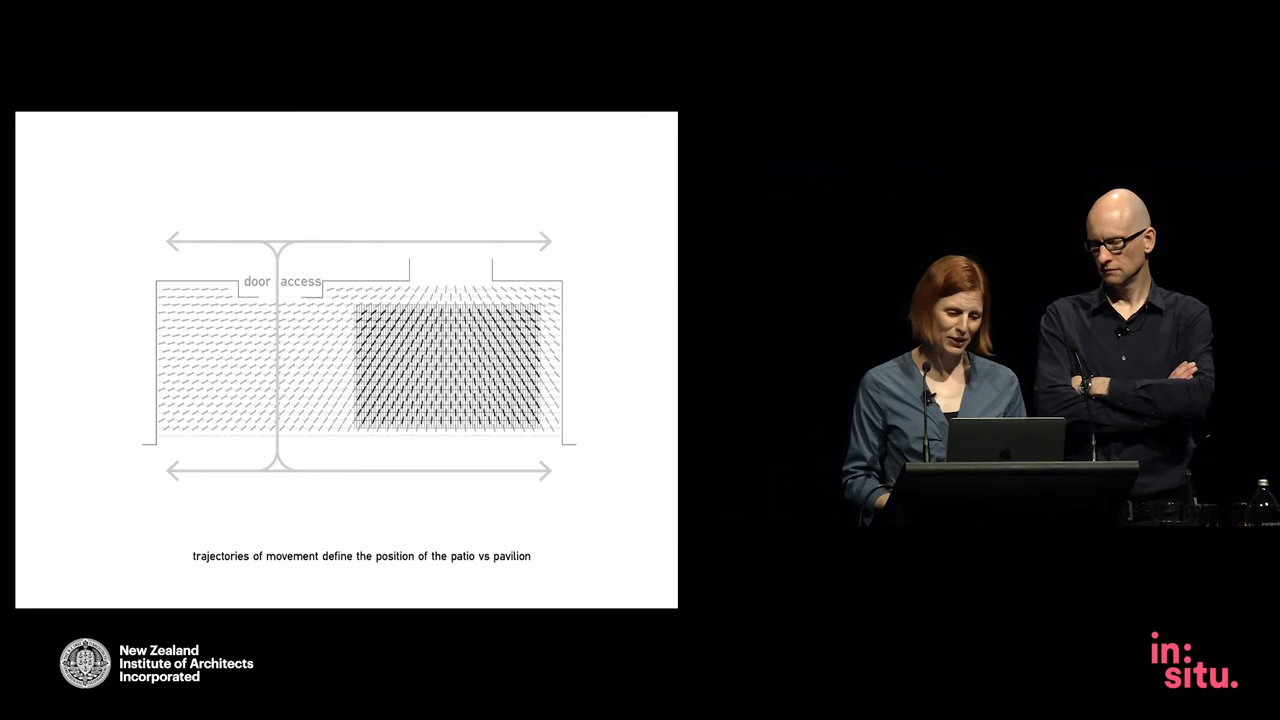 door access
trajectories of movement define the position of the patio vs pavilion
New Zealand
Institute of Architects
Incorporated
in:
situ.